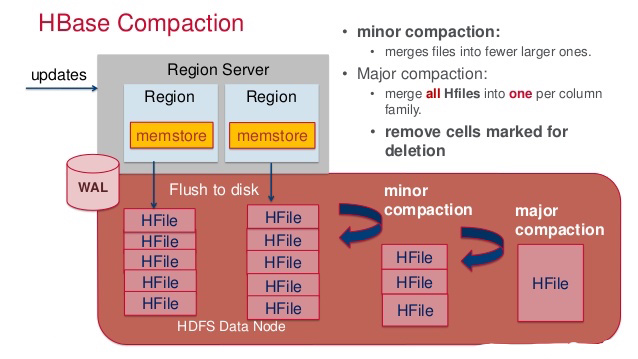 HBase Compaction
• minor compaction:
• merges files into fewer larger ones.
• Major compaction:
• merge all Hfiles into one per column
family.
• remove cells marked for
deletion
updates
Region Server
Region
Region
memstore
memstore
WAL
Flush to disk
HFile
HFile
HFile
HFile
HFile
HFile
HFile
HFile
HFile
HFile
minor
compaction
HFile
HFile
HFile
major
compaction
HFile
HDFS Data Node